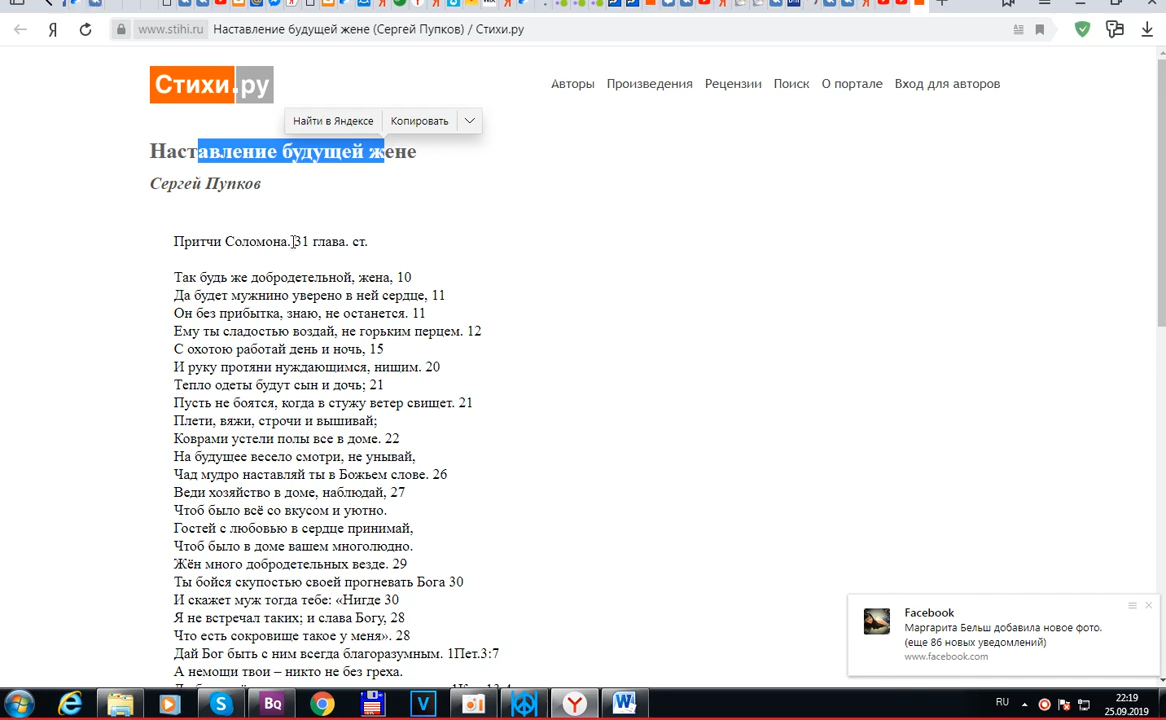 www.stihi.ru Наставление будущей жене (Сергей Пупков) / Стихи.ру
Стихи.ру
Авторы Произведения Рецензии Поиск О портале Вход для авторов
Найти в Яндексе Копировать
Наставление будущей жене
Сергей Пупков
Притчи Соломона. 31 глава. ст.
Так будь же добродетельной, жена, 10
Да будет мужнино уверено в ней сердце, 11
Он без прибытка, знаю, не останется. 11
Ему ты сладостью воздай, не горьким перцем. 12
С охотою работай день и ночь, 15
И руку протяни нуждающимся, нищим. 20
Тепло одеты будут сын и дочь; 21
Пусть не боятся, когда в стужу ветер свищет. 21
Плети, вяжи, строчи и вышивай;
Коврами устели полы все в доме. 22
На будущее весело смотри, не унывай,
Чад мудро наставляй ты в Божьем слове. 26
Веди хозяйство в доме, наблюдай, 27
Чтоб было всё со вкусом и уютно.
Гостей с любовью в сердце принимай,
Чтоб было в доме вашем многолюдно.
Жён много добродетельных везде. 29
Ты бойся скупостью своей прогневать Бога 30
И скажет муж тогда тебе: «Нигде 30
Я не встречал таких; и слава Богу, 28
Что есть сокровище такое у меня». 28
Дай Бог быть с ним всегда благоразумным. 1Пет.3:7
А немощи твои – никто не без греха.
Facebook
Маргарита Бельш добавила новое фото.
(еще 86 новых уведомлений)
www.facebook.com
RU
22:19
25.09.2019